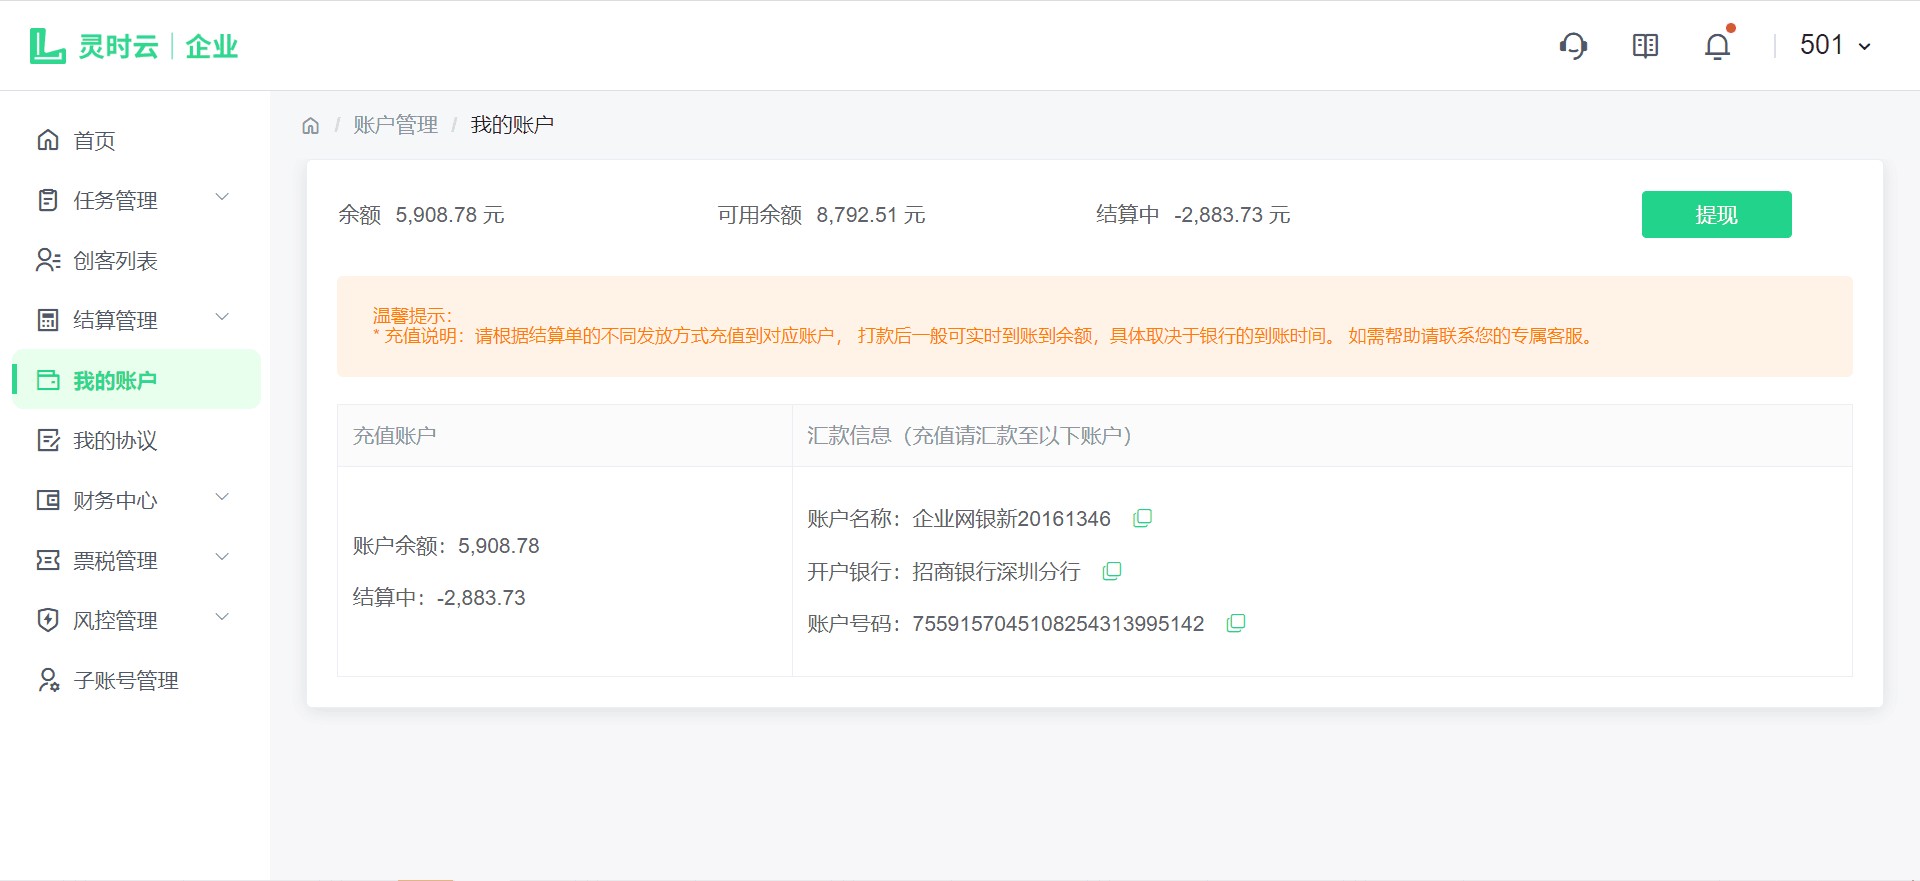 灵时云 | 企业
501
首页
任务管理
创客列表
结算管理
我的账户
我的协议
财务中心
票税管理
风控管理
子账号管理
/ 账户管理 / 我的账户
余额 5,908.78 元 可用余额 8,792.51 元 结算中 -2,883.73 元 提现
温馨提示：
* 充值说明：请根据结算单的不同发放方式充值到对应账户， 打款后一般可实时到账到余额，具体取决于银行的到账时间。 如需帮助请联系您的专属客服。
充值账户 汇款信息（充值请汇款至以下账户）
账户余额：5,908.78
结算中：-2,883.73
账户名称：企业网银新20161346
开户银行：招商银行深圳分行
账户号码：7559157045108254313995142